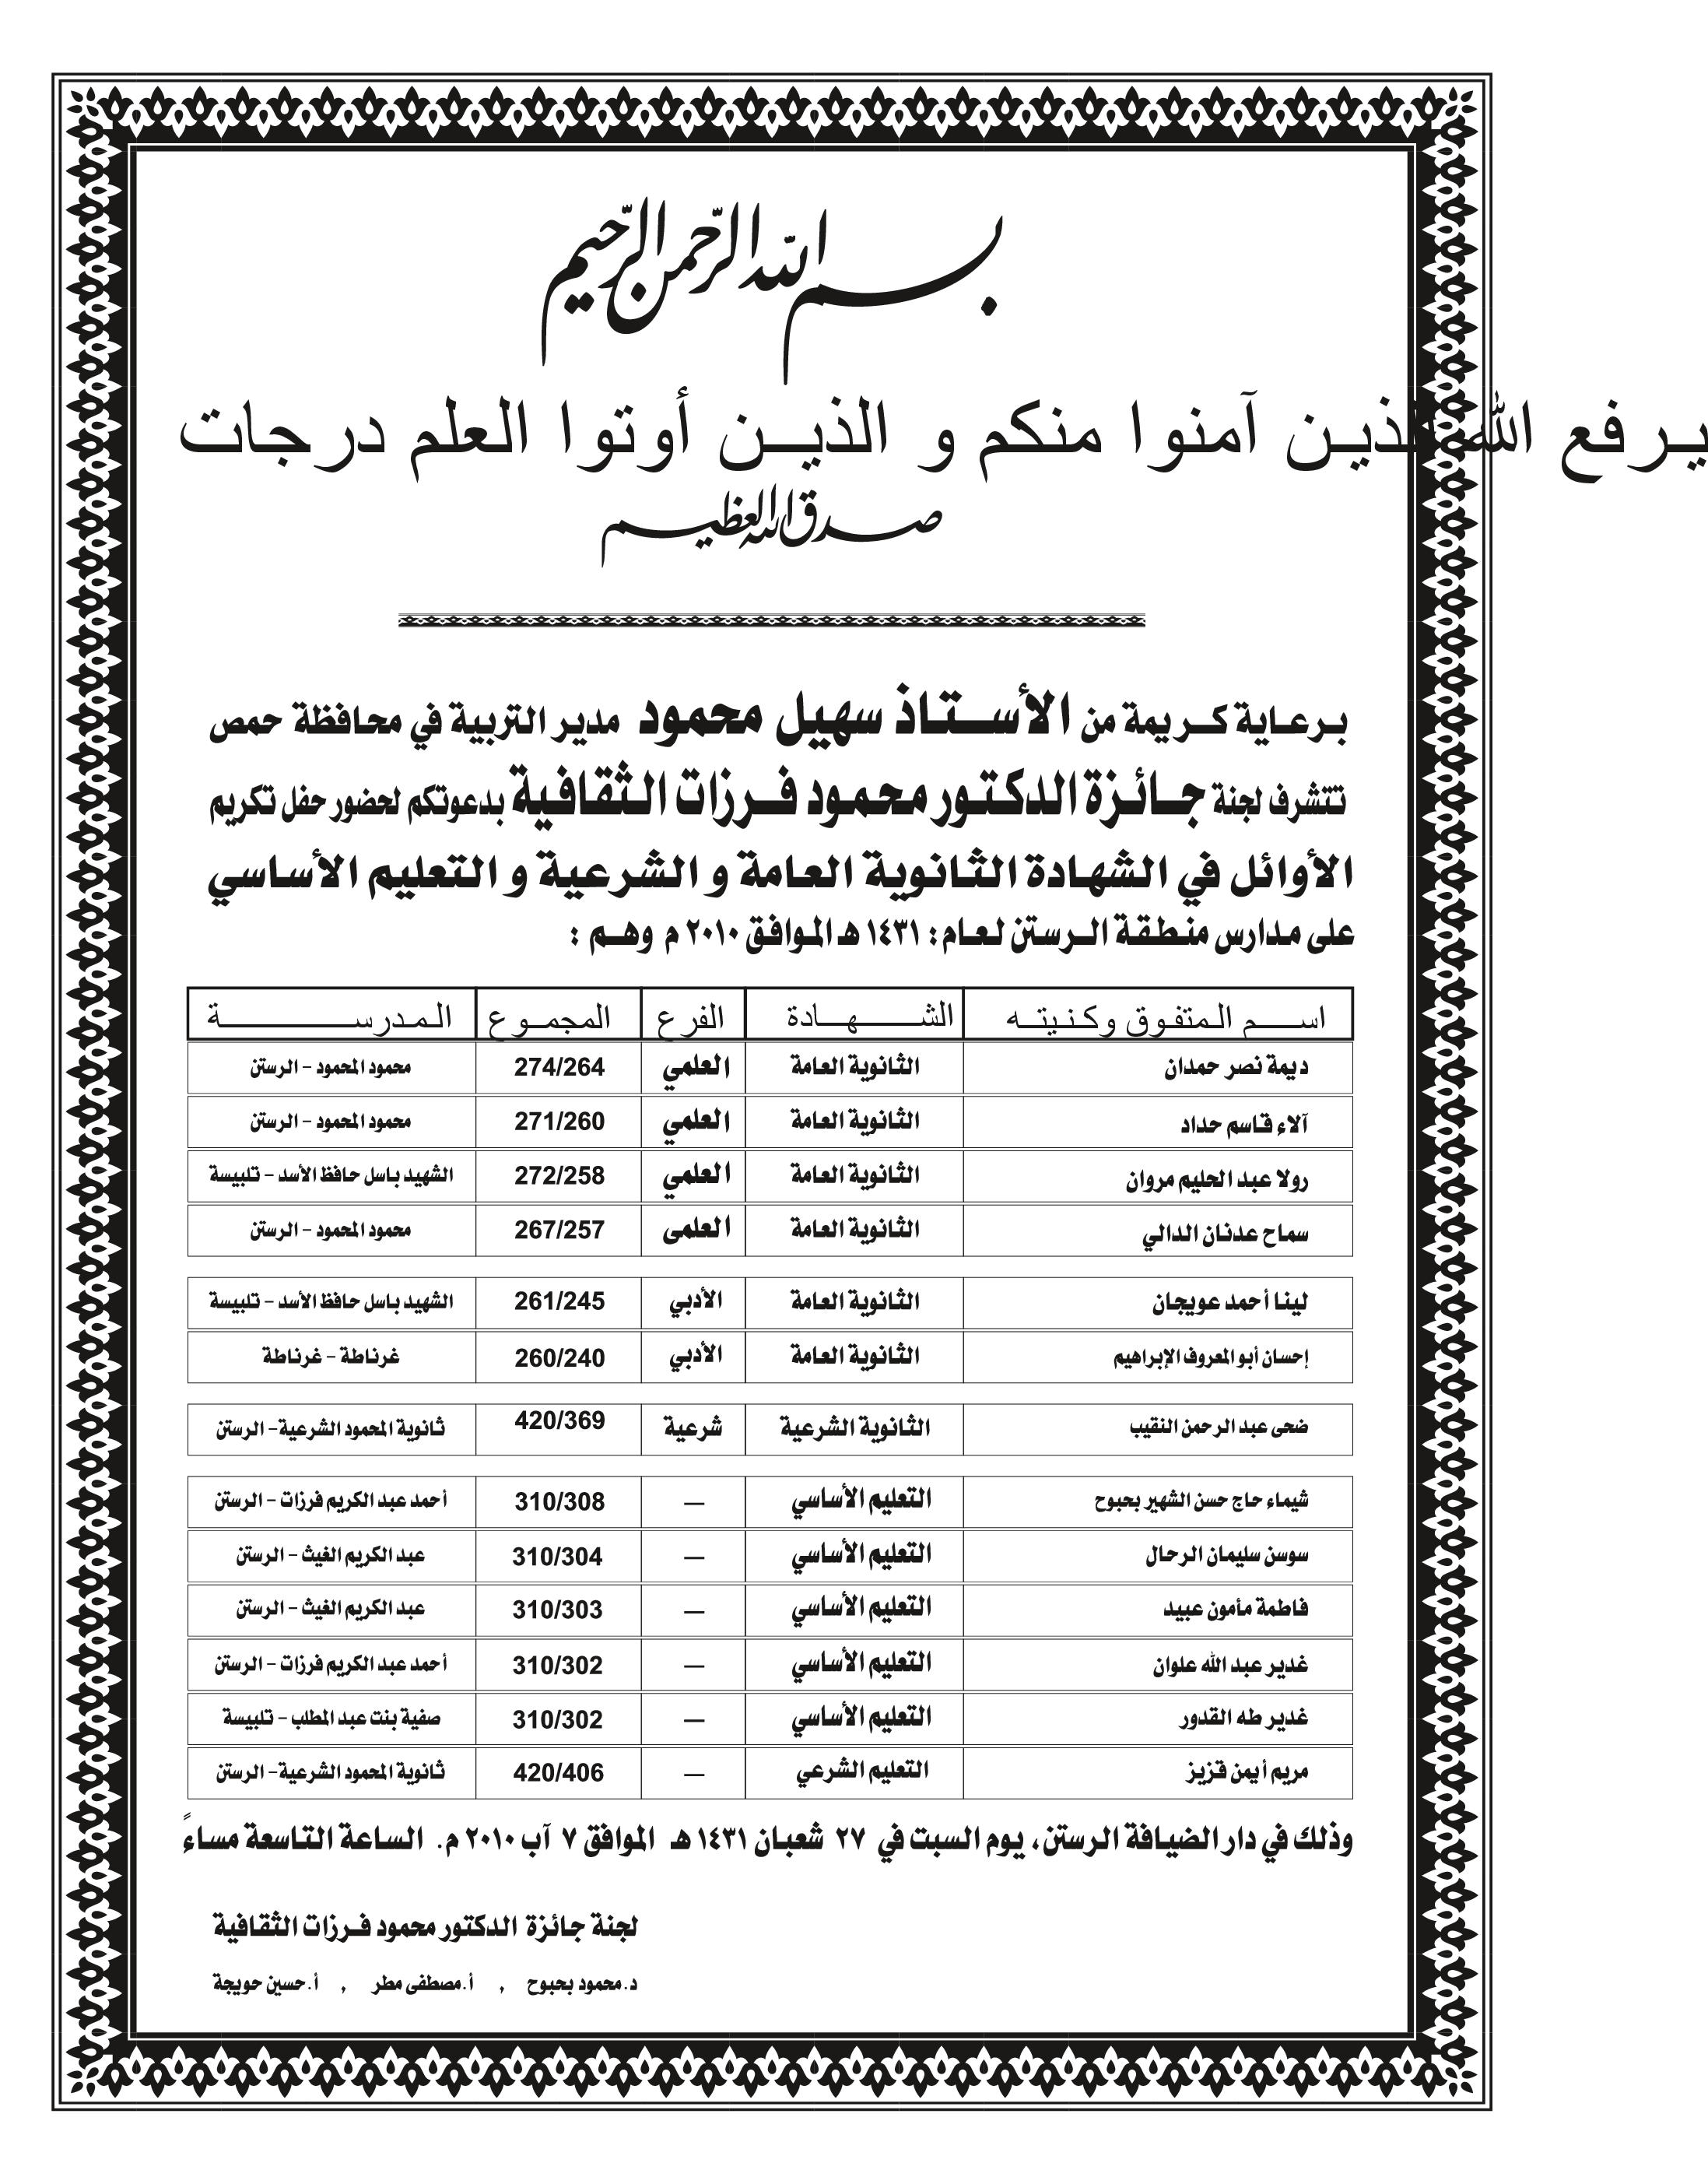 بسم الله الرحمن الرحيم
يرفع الله الذين آمنوا منكم و الذين أوتوا العلم درجات
صدق الله العظيم
برعاية كريمة من الأستاذ سهيل محمود مدير التربية في محافظة حمص
تتشرف لجنة جائزة الدكتور محمود فرزات الثقافية بدعوتكم لحضور حفل تكريم
الأوائل في الشهادة الثانوية العامة و الشرعية و التعليم الأساسي
على مدارس منطقة الرستن لعام : ١٤٣١ هـ الموافق ٢٠١٠ م وهم :
اسم المتفوق وكنيته الشهادة الفرع المجموع المدرسة
ديمة نصر حمدان الثانوية العامة العلمي 274/264 محمود المحمود - الرستن
آلاء قاسم حداد الثانوية العامة العلمي 271/260 محمود المحمود - الرستن
رولا عبد الحليم مروان الثانوية العامة العلمي 272/258 الشهيد باسل حافظ الأسد - تلبيسة
سماح عدنان الدالي الثانوية العامة العلمى 267/257 محمود المحمود - الرستن
لينا أحمد عويجان الثانوية العامة الأدبي 261/245 الشهيد باسل حافظ الأسد - تلبيسة
إحسان أبو المعروف الإبراهيم الثانوية العامة الأدبي 260/240 غرناطة - غرناطة
ضحى عبد الرحمن النقيب الثانوية الشرعية شرعية 420/369 ثانوية المحمود الشرعية- الرستن
شيماء حاج حسن الشهير بحبوح التعليم الأساسي — 310/308 أحمد عبد الكريم فرزات - الرستن
سوسن سليمان الرحال التعليم الأساسي — 310/304 عبد الكريم الغيث - الرستن
فاطمة مأمون عبيد التعليم الأساسي — 310/303 عبد الكريم الغيث - الرستن
غدير عبد الله علوان التعليم الأساسي — 310/302 أحمد عبد الكريم فرزات - الرستن
غدير طه القدور التعليم الأساسي — 310/302 صفية بنت عبد المطلب - تلبيسة
مريم أيمن قزيز التعليم الشرعي — 420/406 ثانوية المحمود الشرعية- الرستن
وذلك في دار الضيافة الرستن، يوم السبت في ٢٧ شعبان ١٤٣١ هـ الموافق ٧ آب ٢٠١٠ م. الساعة التاسعة مساءً
لجنة جائزة الدكتور محمود فرزات الثقافية
د.محمود بحبوح , أ.مصطفى مطر , أ.حسين حويجة